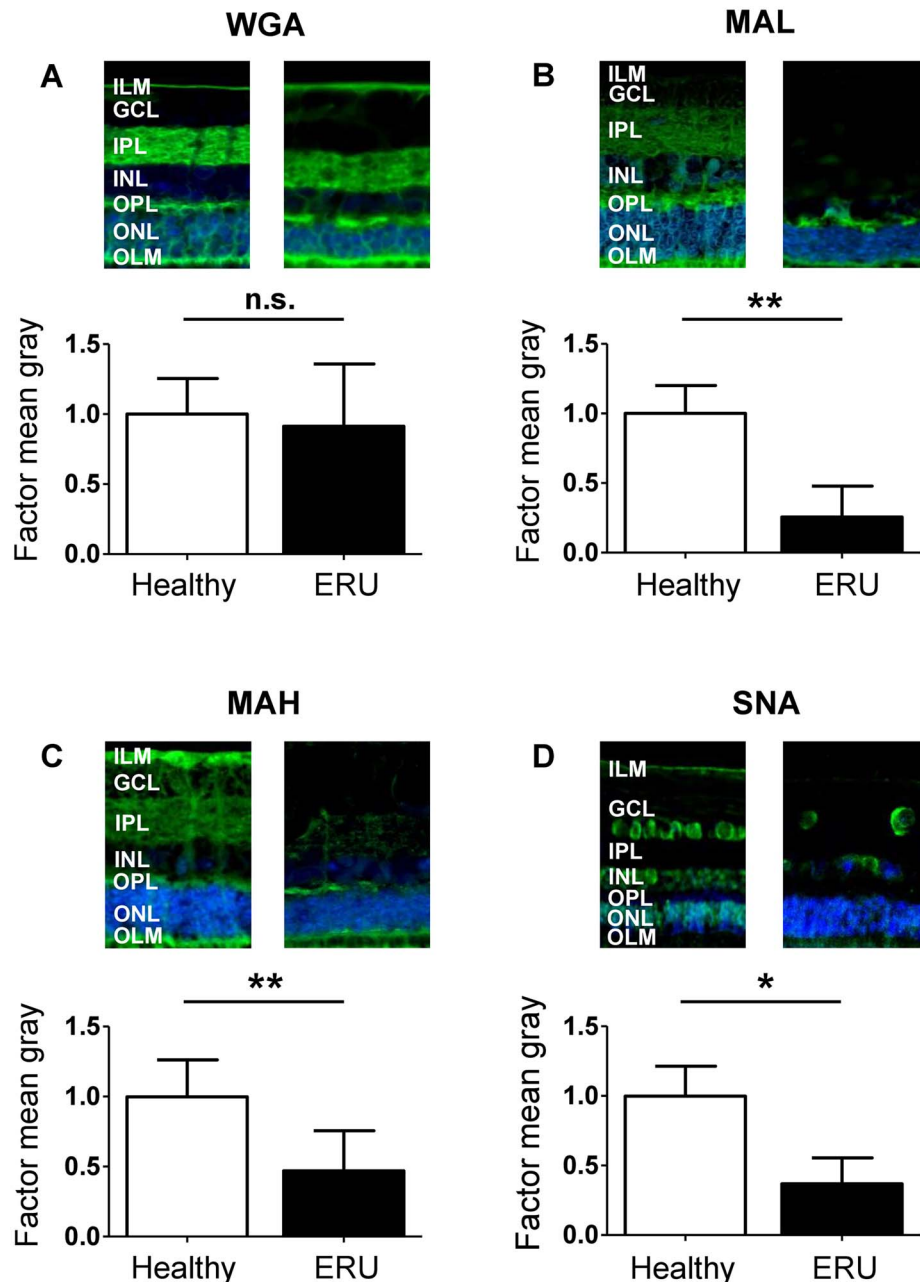 WGA
A
ILM
GCL
IPL
INL
OPL
ONL
OLM
n.s.
Factor mean gray
1.5
1.0
0.5
0.0
Healthy ERU
MAL
B
ILM
GCL
IPL
INL
OPL
ONL
OLM
**
Factor mean gray
1.5
1.0
0.5
0.0
Healthy ERU
MAH
C
ILM
GCL
IPL
INL
OPL
ONL
OLM
**
Factor mean gray
1.5
1.0
0.5
0.0
Healthy ERU
SNA
D
ILM
GCL
IPL
INL
OPL
ONL
OLM
*
Factor mean gray
1.5
1.0
0.5
0.0
Healthy ERU